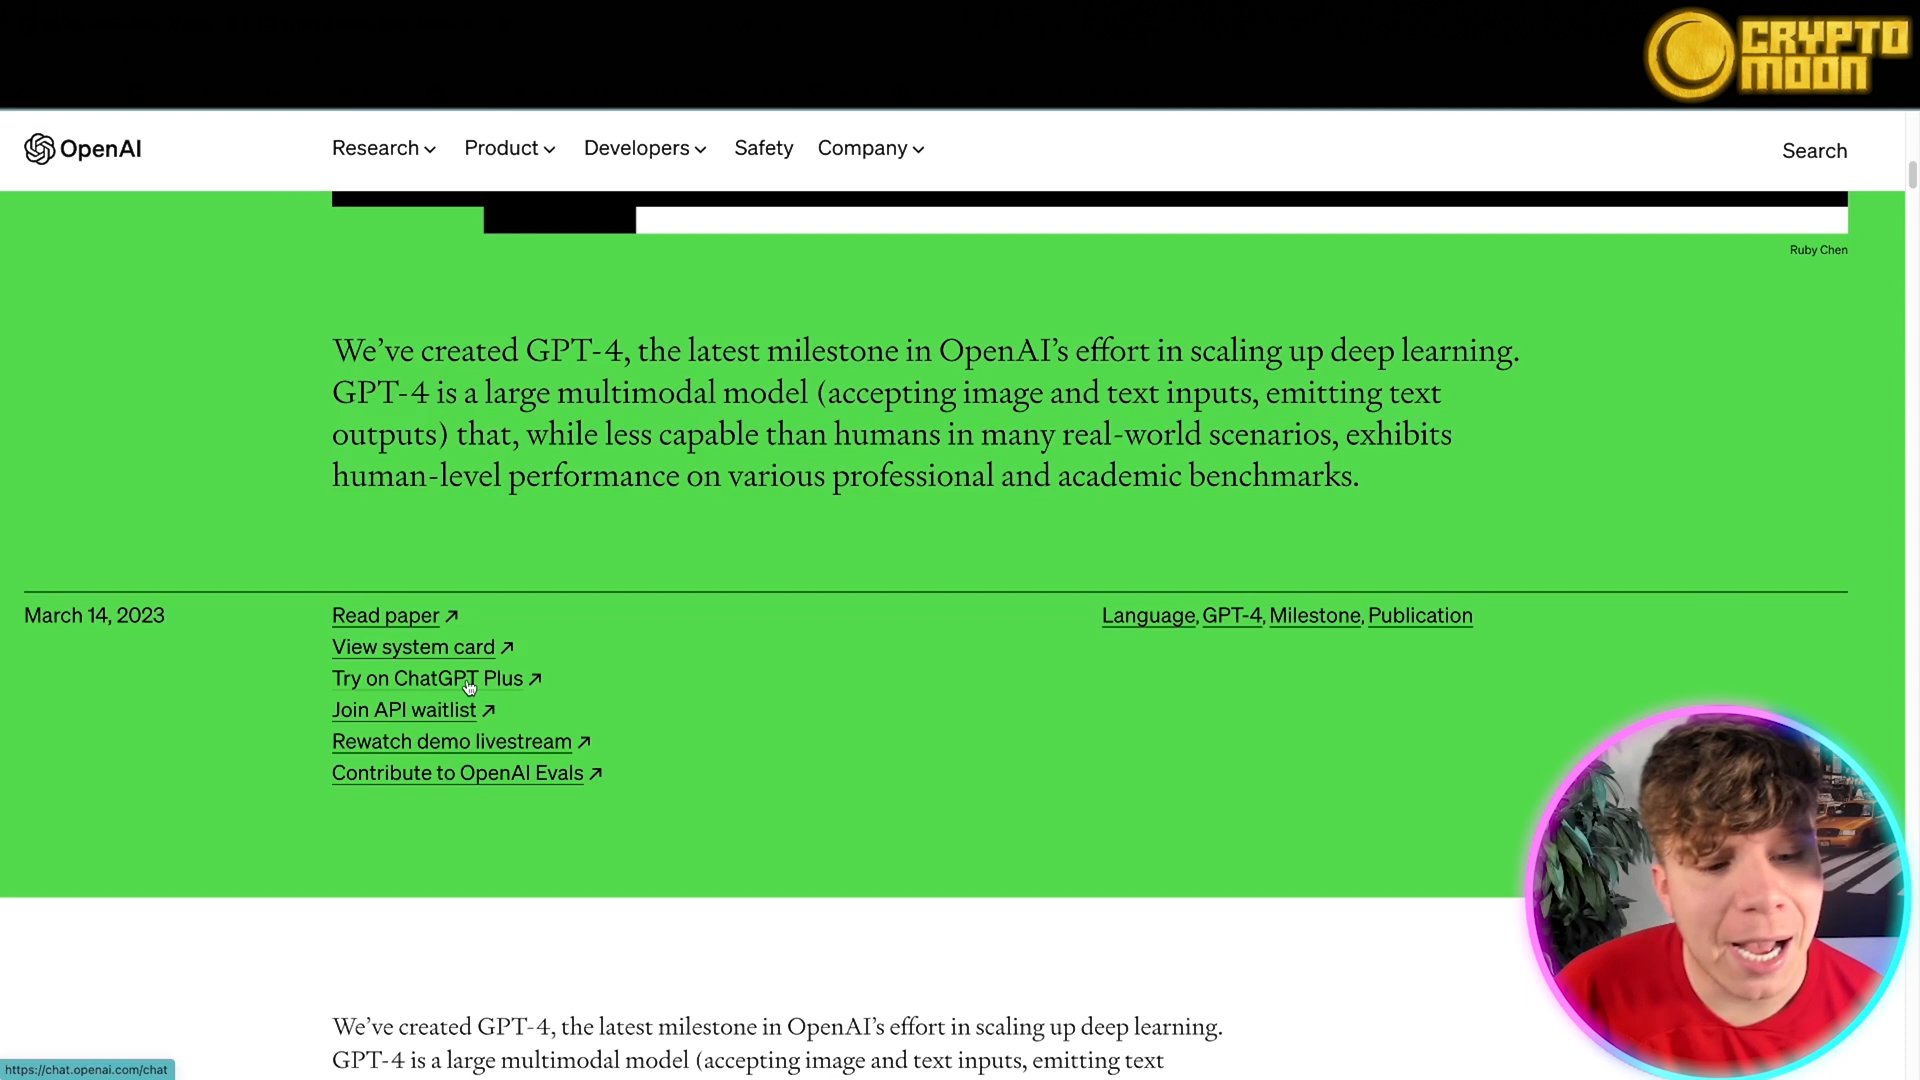 CRYPTO
MOON
OpenAI
Research
Product
Developers
Safety
Company
Search
Ruby Chen
We’ve created GPT-4, the latest milestone in OpenAI’s effort in scaling up deep learning.
GPT-4 is a large multimodal model (accepting image and text inputs, emitting text
outputs) that, while less capable than humans in many real-world scenarios, exhibits
human-level performance on various professional and academic benchmarks.
March 14, 2023
Read paper ↗
View system card ↗
Try on ChatGPT Plus ↗
Join API waitlist ↗
Rewatch demo livestream ↗
Contribute to OpenAI Evals ↗
Language, GPT-4, Milestone, Publication
We’ve created GPT-4, the latest milestone in OpenAI’s effort in scaling up deep learning.
GPT-4 is a large multimodal model (accepting image and text inputs, emitting text
https://chat.openai.com/chat